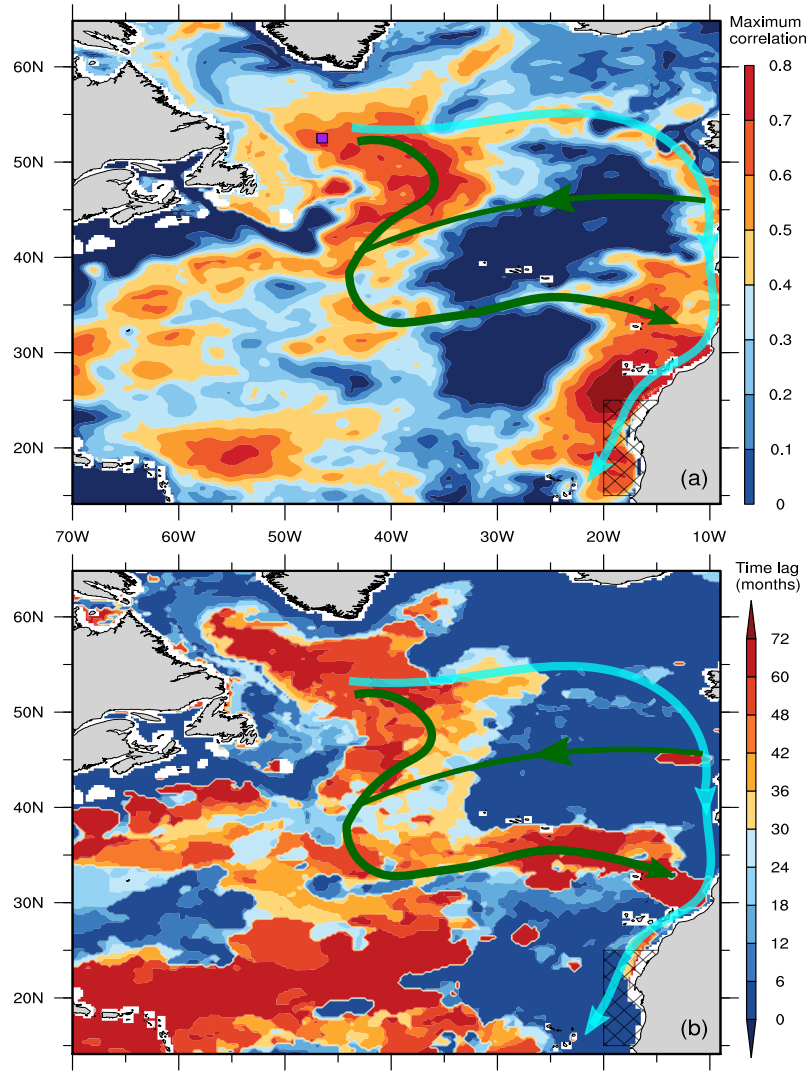 Maximum
correlation
60N
50N
40N
30N
20N
0.8
0.7
0.6
0.5
0.4
0.3
0.2
0.1
0
(a)
70W 60W 50W 40W 30W 20W 10W
Time lag
(months)
60N
50N
40N
30N
20N
72
60
48
42
36
30
24
18
12
6
0
(b)